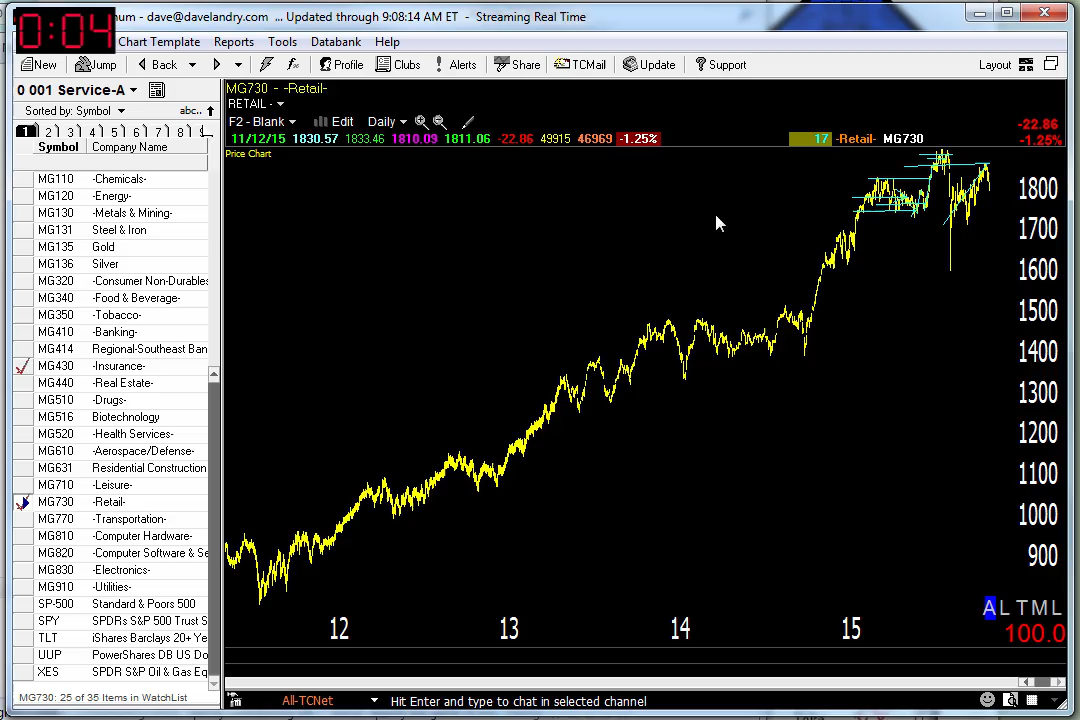 0:04
num - dave@davelandry.com ... Updated through 9:08:14 AM ET - Streaming Real Time
Chart Template Reports Tools Databank Help
New Jump Back Profile Clubs Alerts Share TCMail Update Support Layout
0 001 Service-A
Sorted by: Symbol abc..
1 2 3 4 5 6 7 8
Symbol Company Name
MG110 -Chemicals-
MG120 -Energy-
MG130 -Metals & Mining-
MG131 Steel & Iron
MG135 Gold
MG136 Silver
MG320 -Consumer Non-Durables
MG340 -Food & Beverage-
MG350 -Tobacco-
MG410 -Banking-
MG414 Regional-Southeast Ban
MG430 -Insurance-
MG440 -Real Estate-
MG510 -Drugs-
MG516 Biotechnology
MG520 -Health Services-
MG610 -Aerospace/Defense-
MG631 Residential Construction
MG710 -Leisure-
MG730 -Retail-
MG770 -Transportation-
MG810 -Computer Hardware-
MG820 -Computer Software & Se
MG830 -Electronics-
MG910 -Utilities-
SP-500 Standard & Poors 500
SPY SPDRs S&P 500 Trust S
TLT iShares Barclays 20+ Ye
UUP PowerShares DB US Do
XES SPDR S&P Oil & Gas Eq
MG730: 25 of 35 Items in WatchList
MG730 - -Retail-
RETAIL -
F2 - Blank Edit Daily
11/12/15 1830.57 1833.46 1810.09 1811.06 -22.86 49915 46969 -1.25% 17 -Retail- MG730
-22.86
-1.25%
Price Chart
1800
1700
1600
1500
1400
1300
1200
1100
1000
900
12 13 14 15
A L T M L
100.0
All-TCNet Hit Enter and type to chat in selected channel